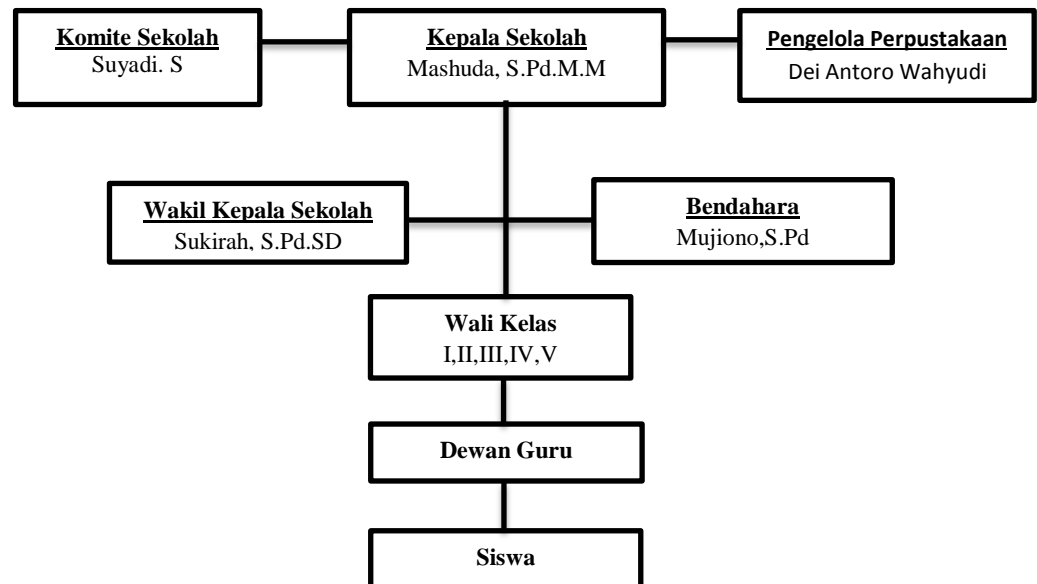 Komite Sekolah
Suyadi. S
Kepala Sekolah
Mashuda, S.Pd.M.M
Pengelola Perpustakaan
Dei Antoro Wahyudi
Wakil Kepala Sekolah
Sukirah, S.Pd.SD
Bendahara
Mujiono,S.Pd
Wali Kelas
I,II,III,IV,V
Dewan Guru
Siswa